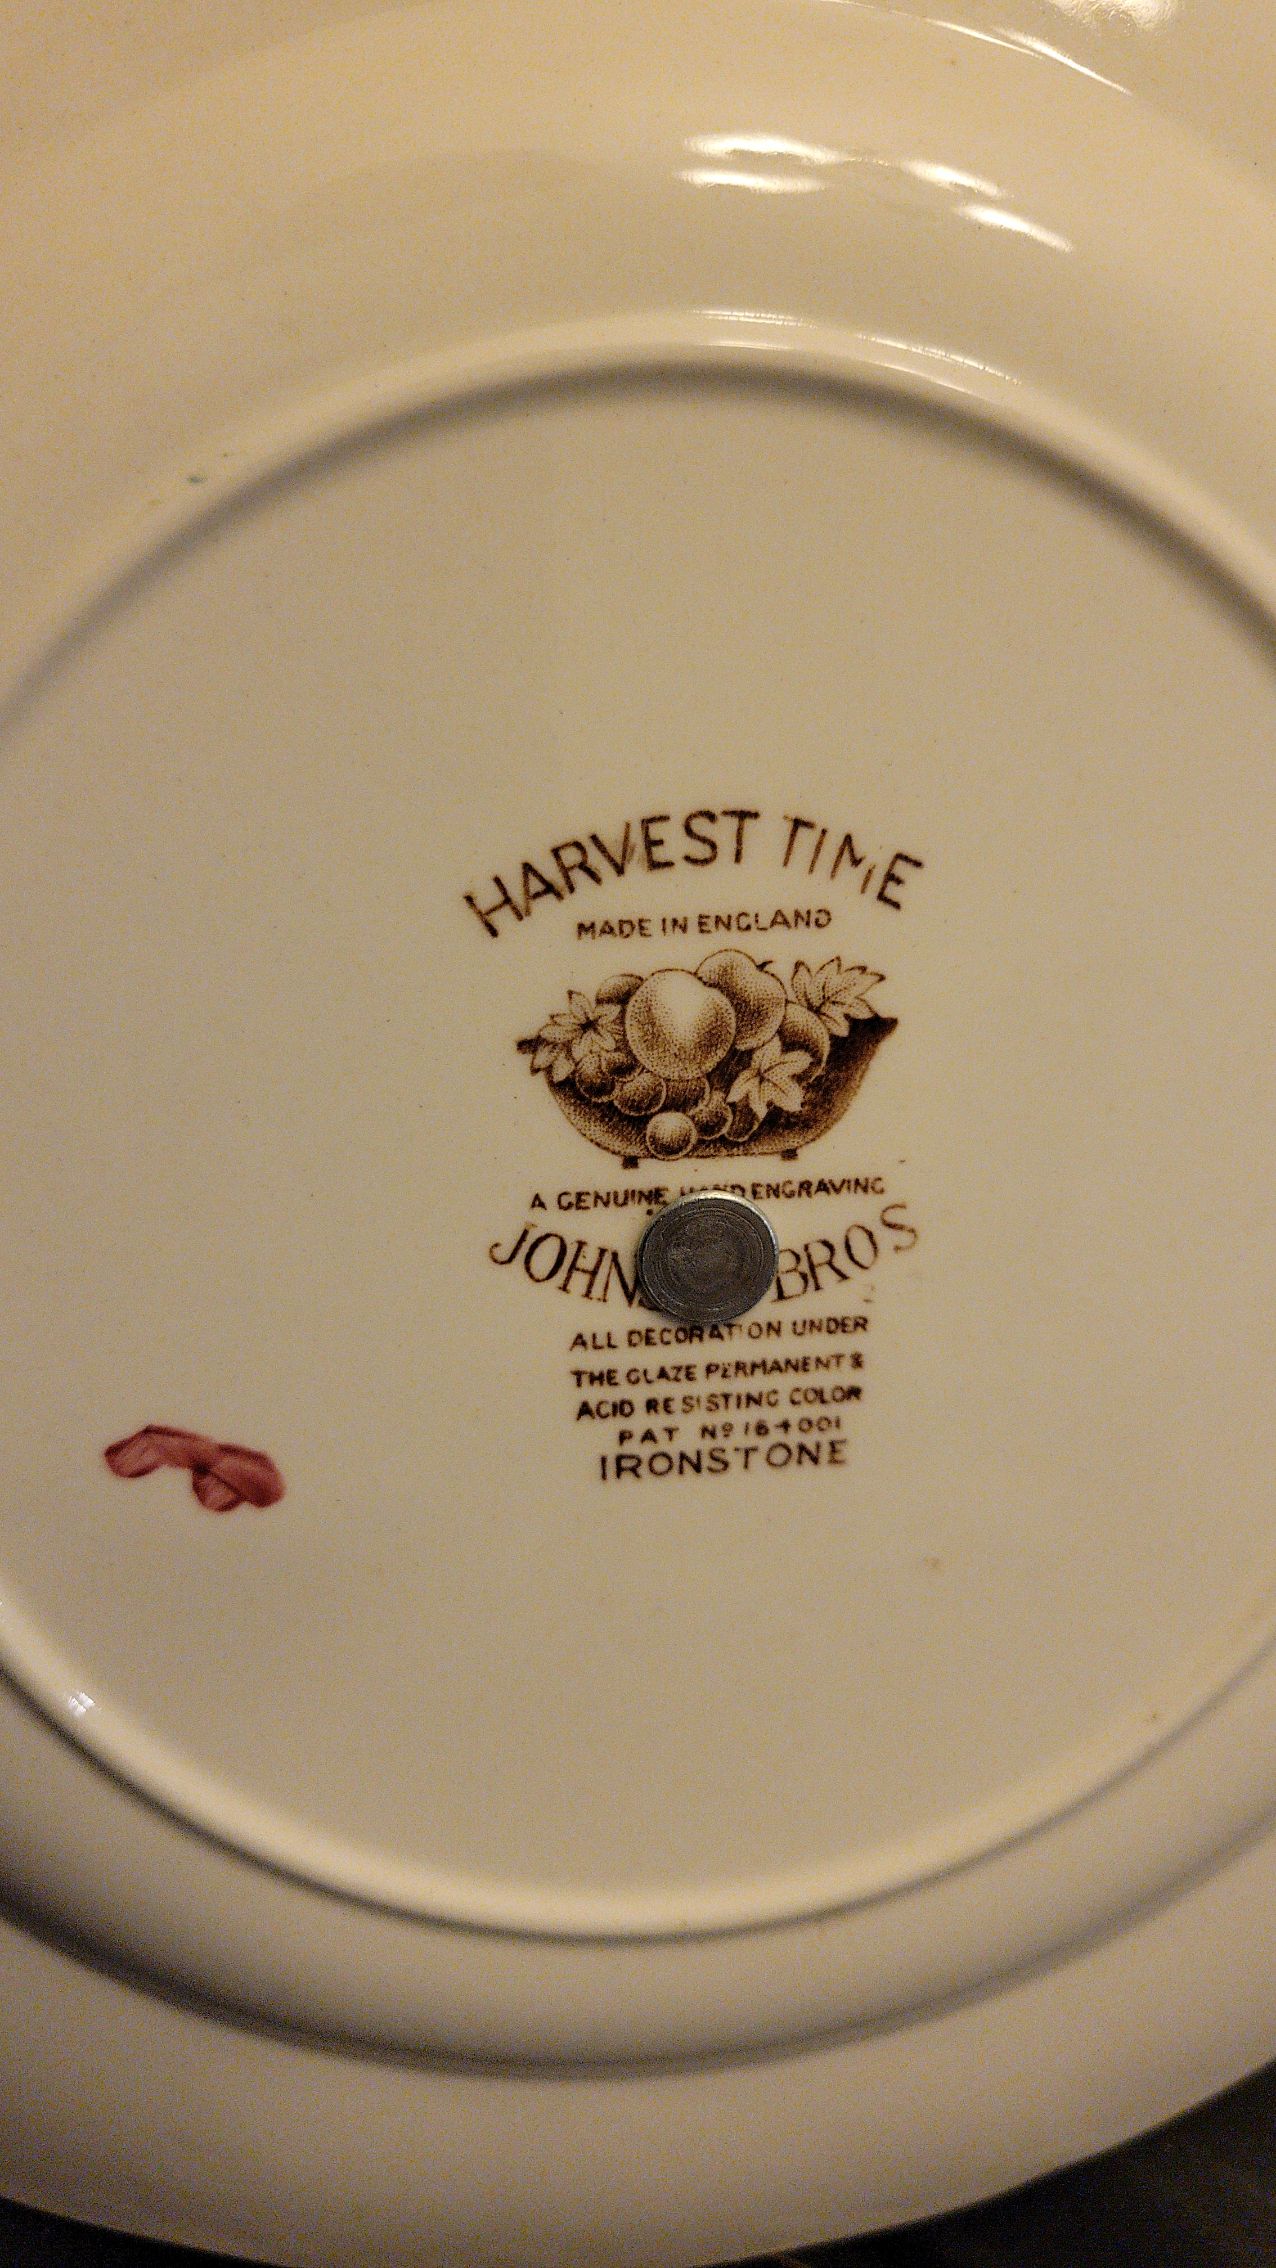 HARVEST TIME
MADE IN ENGLAND
A GENUINE ENGRAVING
BROS
ALL DECORATION UNDER
THE GLAZE PERMANENT &
ACID RESISTING COLOR
PAT Nº 164001
IRONSTONE